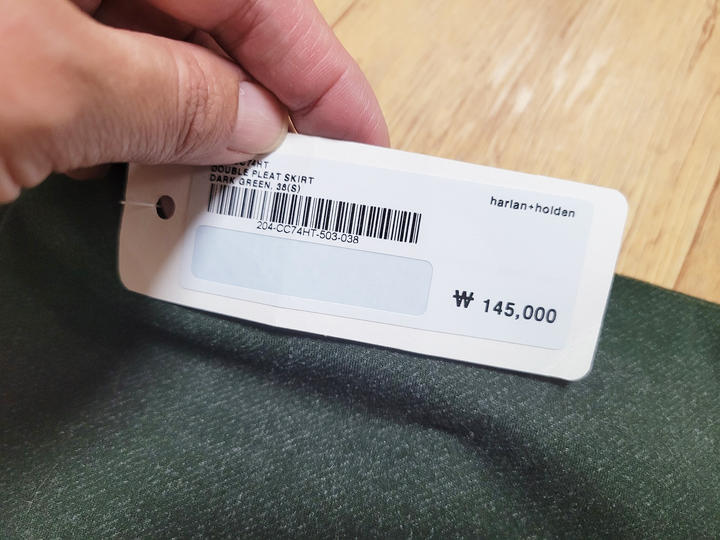 DOUBLE PLEAT SKIRT
DARK GREEN, 38(S)
204-CC74HT-503-038
harlan+holden
₩ 145,000